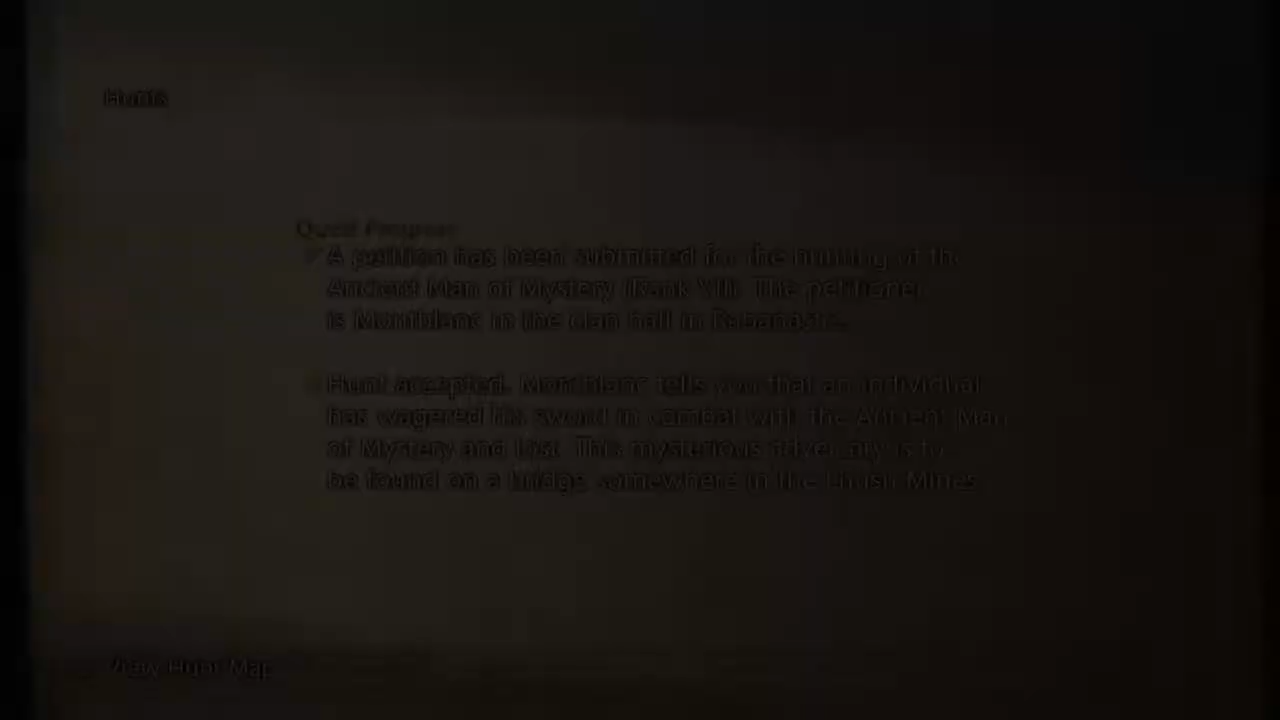 Hunts
Quest Progress
A petition has been submitted for the hunting of the
Ancient Man of Mystery (Rank VII). The petitioner
is Montblanc in the clan hall in Rabanastre.
Hunt accepted. Montblanc tells you that an individual
has wagered his sword in combat with the Ancient Man
of Mystery and lost. This mysterious adversary is to
be found on a bridge somewhere in the Lhusu Mines.
View Hunt Map